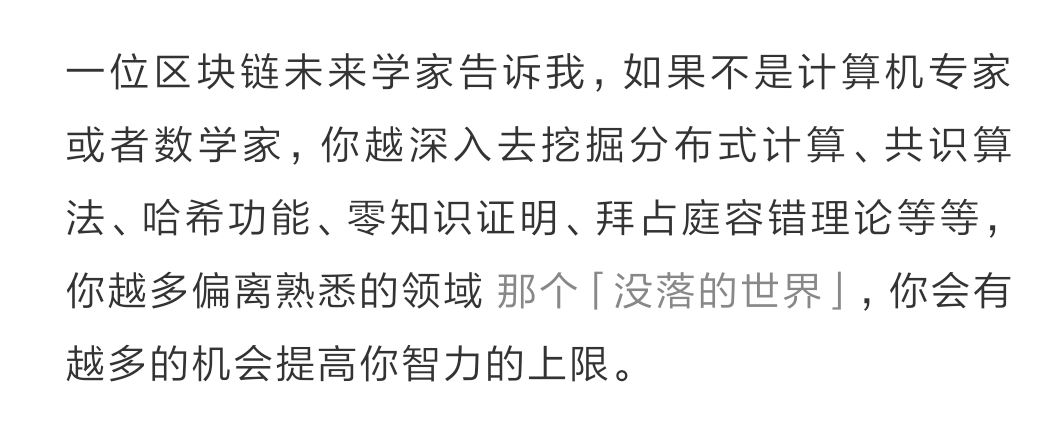 一位区块链未来学家告诉我，如果不是计算机专家
或者数学家，你越深入去挖掘分布式计算、共识算
法、哈希功能、零知识证明、拜占庭容错理论等等，
你越多偏离熟悉的领域 那个「没落的世界」，你会有
越多的机会提高你智力的上限。